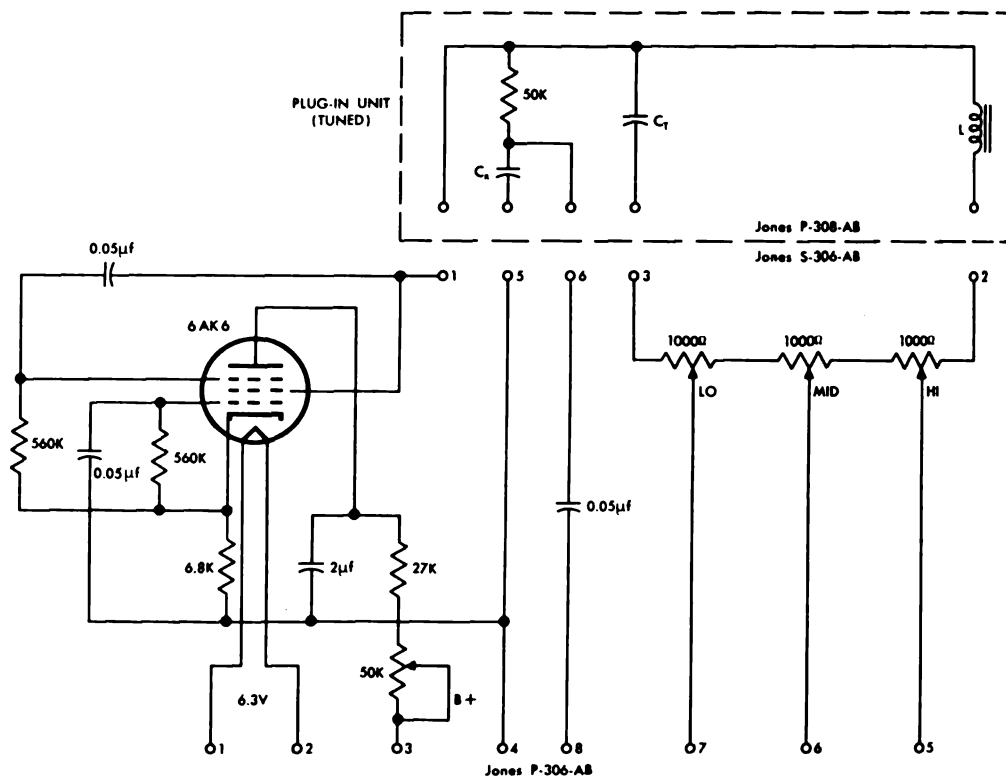 PLUG-IN UNIT
(TUNED)
50K
C_R
C_T
L
Jones P-308-AB
Jones S-306-AB
0.05µf
1
5
6
3
2
6AK6
1000Ω
1000Ω
1000Ω
LO
MID
HI
560K
0.05µf
560K
0.05µf
6.8K
2µf
27K
50K
B+
6.3V
1
2
3
4
8
7
6
5
Jones P-306-AB